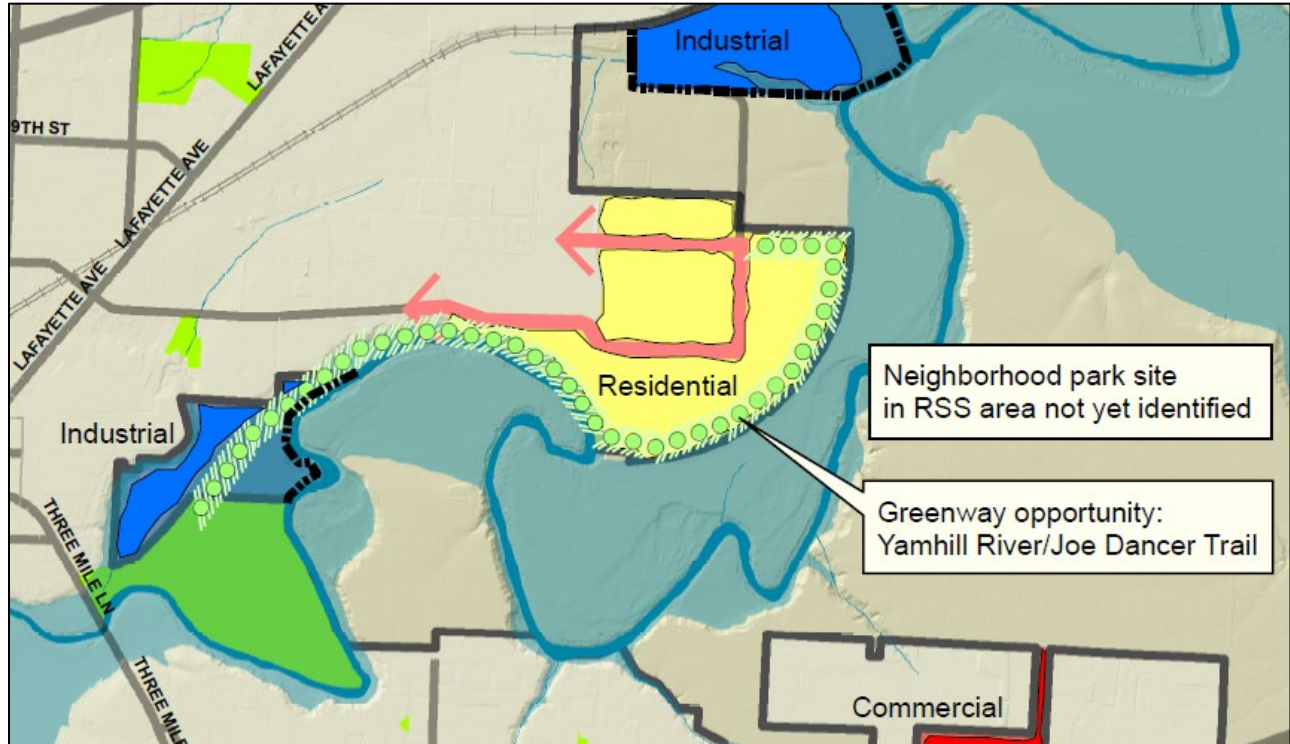 Industrial
LAFAYETTE AVE
9TH ST
LAFAYETTE AVE
LAFAYETTE AVE
Residential
Neighborhood park site
in RSS area not yet identified
Industrial
Greenway opportunity:
Yamhill River/Joe Dancer Trail
THREE MILE LN
THREE MILE
Commercial